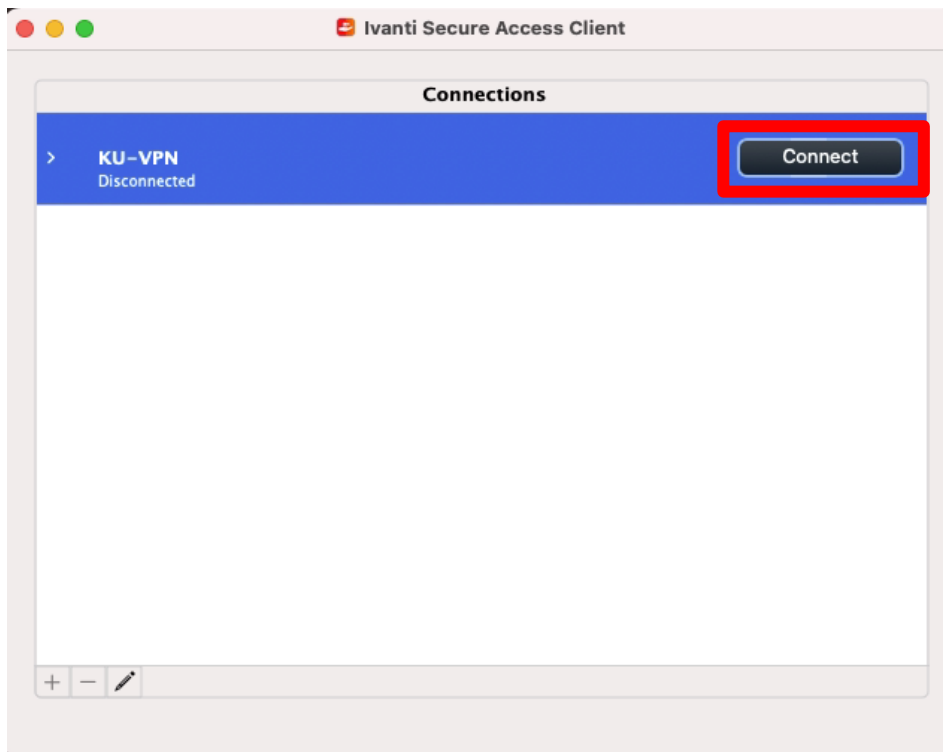 Ivanti Secure Access Client
Connections
KU-VPN
Connect
Disconnected